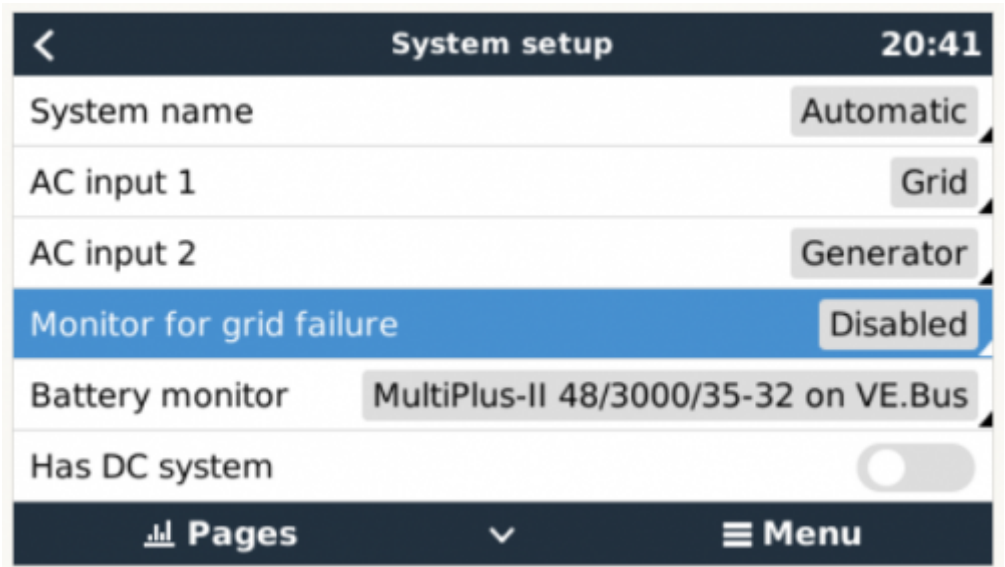 System setup 20:41
System name Automatic
AC input 1 Grid
AC input 2 Generator
Monitor for grid failure Disabled
Battery monitor MultiPlus-II 48/3000/35-32 on VE.Bus
Has DC system
Pages Menu